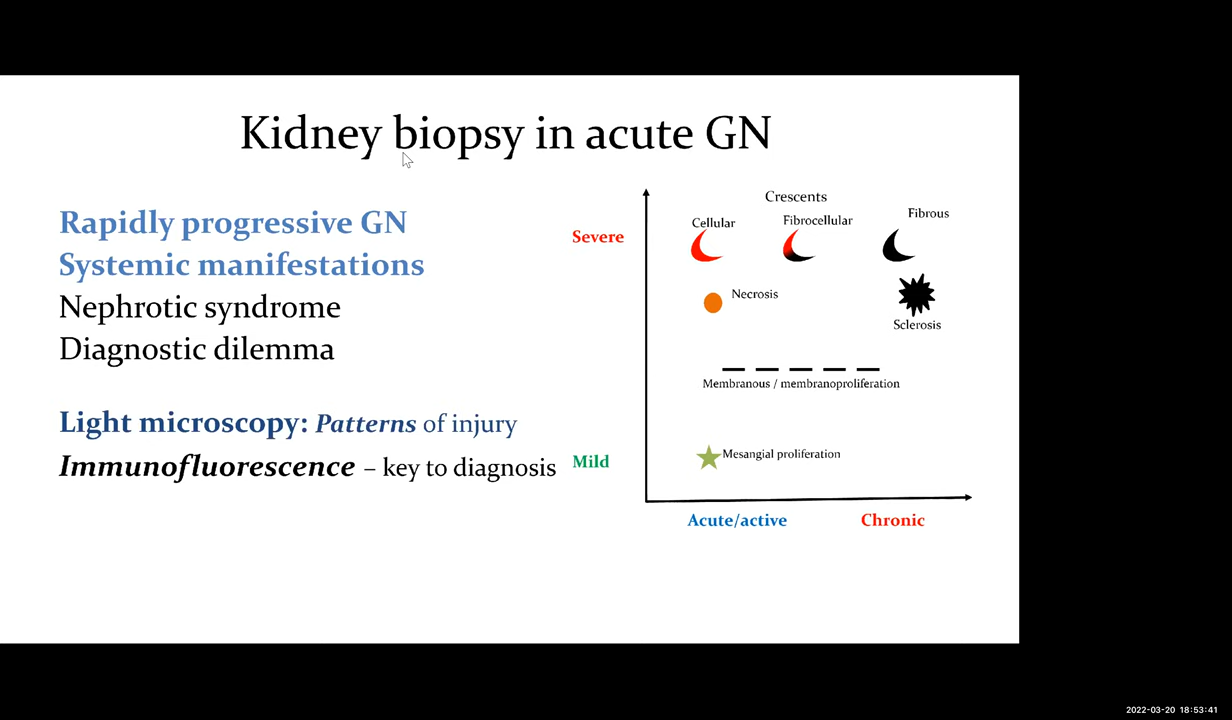 Kidney biopsy in acute GN
Rapidly progressive GN
Systemic manifestations
Nephrotic syndrome
Diagnostic dilemma
Light microscopy: Patterns of injury
Immunofluorescence – key to diagnosis
Crescents
Cellular
Fibrocellular
Fibrous
Severe
Necrosis
Sclerosis
Membranous / membranoproliferation
Mesangial proliferation
Mild
Acute/active
Chronic
2022-03-20 18:53:41